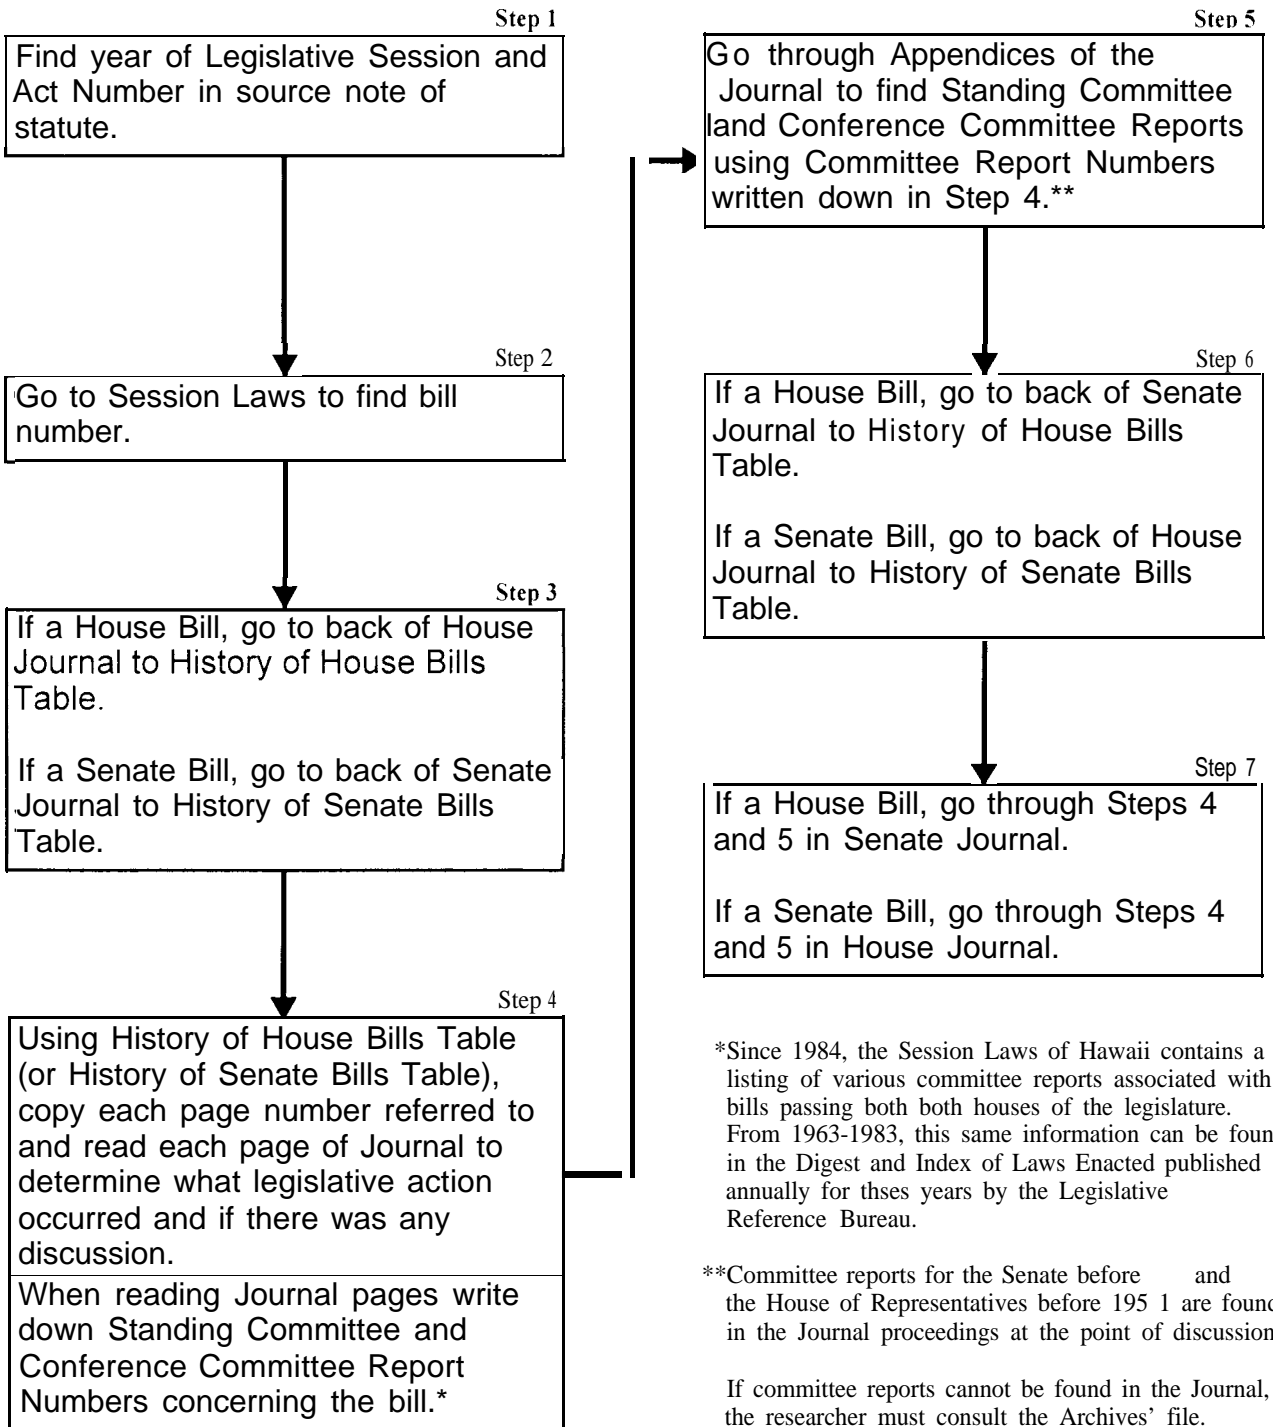 Step 1
Find year of Legislative Session and
Act Number in source note of
statute.
Step 2
Go to Session Laws to find bill
number.
Step 3
If a House Bill, go to back of House
Journal to History of House Bills
Table.
If a Senate Bill, go to back of Senate
Journal to History of Senate Bills
Table.
Step 4
Using History of House Bills Table
(or History of Senate Bills Table),
copy each page number referred to
and read each page of Journal to
determine what legislative action
occurred and if there was any
discussion.
When reading Journal pages write
down Standing Committee and
Conference Committee Report
Numbers concerning the bill.*
Step 5
Go through Appendices of the
Journal to find Standing Committee
land Conference Committee Reports
using Committee Report Numbers
written down in Step 4.**
Step 6
If a House Bill, go to back of Senate
Journal to History of House Bills
Table.
If a Senate Bill, go to back of House
Journal to History of Senate Bills
Table.
Step 7
If a House Bill, go through Steps 4
and 5 in Senate Journal.
If a Senate Bill, go through Steps 4
and 5 in House Journal.
*Since 1984, the Session Laws of Hawaii contains a
listing of various committee reports associated with
bills passing both both houses of the legislature.
From 1963-1983, this same information can be foun
in the Digest and Index of Laws Enacted published
annually for thses years by the Legislative
Reference Bureau.
**Committee reports for the Senate before and
the House of Representatives before 195 1 are found
in the Journal proceedings at the point of discussion
If committee reports cannot be found in the Journal,
the researcher must consult the Archives' file.